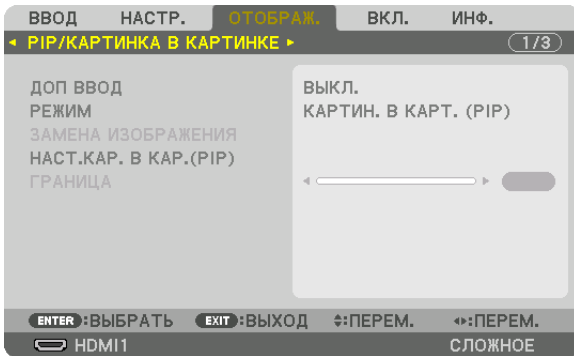 ВВОД НАСТР. ОТОБРАЖ. ВКЛ. ИНФ.
PIP/КАРТИНКА В КАРТИНКЕ 1/3
ДОП ВВОД ВЫКЛ.
РЕЖИМ КАРТИН. В КАРТ. (PIP)
ЗАМЕНА ИЗОБРАЖЕНИЯ
НАСТ.КАР. В КАР.(PIP)
ГРАНИЦА
ENTER :ВЫБРАТЬ EXIT :ВЫХОД :ПЕРЕМ. :ПЕРЕМ.
HDMI1 СЛОЖНОЕ